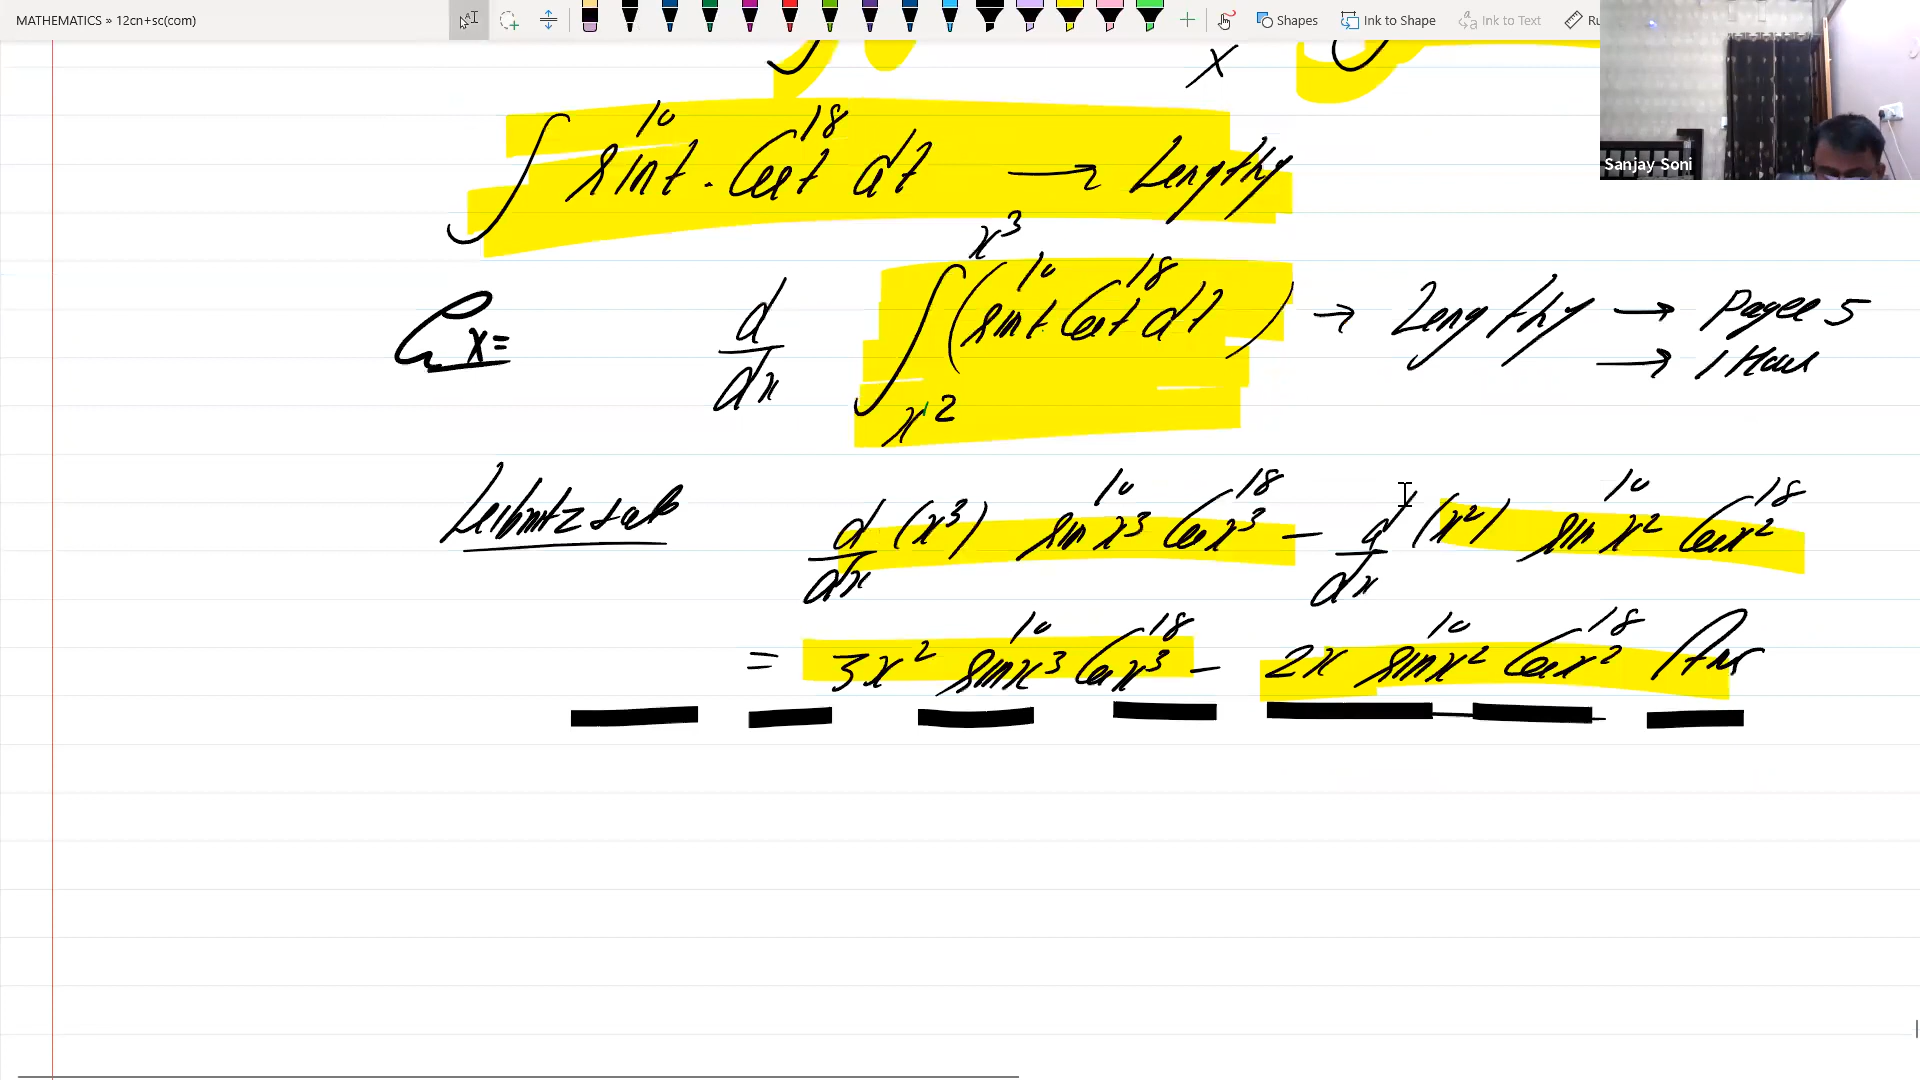 MATHEMATICS » 12cn+sc(com)
Shapes
Ink to Shape
Ink to Text
Ru
Sanjay Soni
x
∫ sin¹⁰t · Cos¹⁸t dt → Lengthy
Ex= d/dx ∫_{x²}^{x³} (sin¹⁰t · Cos¹⁸t dt) → Lengthy → Pages 5
→ 1 Hour
Leibnitz rule d/dx (x³) sin¹⁰x³ Cos¹⁸x³ − d/dx (x²) sin¹⁰x² Cos¹⁸x²
= 3x² sin¹⁰x³ Cos¹⁸x³ − 2x sin¹⁰x² Cos¹⁸x² Ans